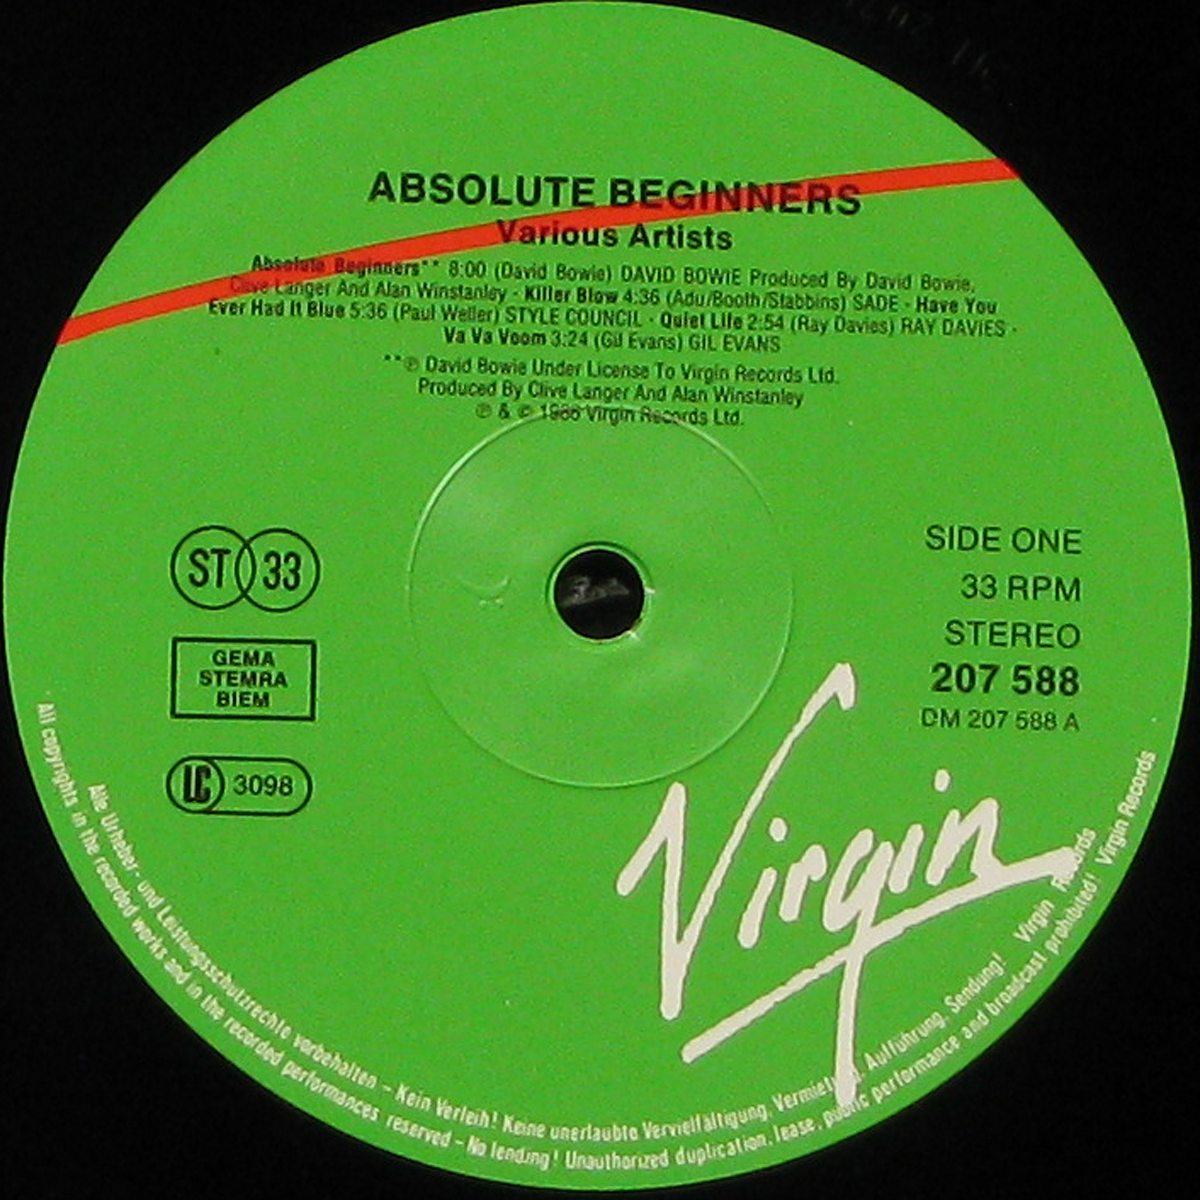 ABSOLUTE BEGINNERS
Various Artists
Absolute Beginners** 8:00 (David Bowie) DAVID BOWIE Produced By David Bowie,
Clive Langer And Alan Winstanley · Killer Blow 4:36 (Adu/Booth/Stabbins) SADE · Have You
Ever Had It Blue 5:36 (Paul Weller) STYLE COUNCIL · Quiet Life 2:54 (Ray Davies) RAY DAVIES ·
Va Va Voom 3:24 (Gil Evans) GIL EVANS
**℗ David Bowie Under License To Virgin Records Ltd.
Produced By Clive Langer And Alan Winstanley
℗ & © 1986 Virgin Records Ltd.
ST 33
GEMA
STEMRA
BIEM
LC 3098
SIDE ONE
33 RPM
STEREO
207 588
DM 207 588 A
Virgin
Alle Urheber- und Leistungsschutzrechte vorbehalten – Kein Verleih! Keine unerlaubte Vervielfältigung, Vermietung, Aufführung, Sendung! Virgin Records
All copyrights in the recorded works and in the recorded performances reserved – No lending! Unauthorized duplication, lease, public performance and broadcast prohibited! Virgin Records